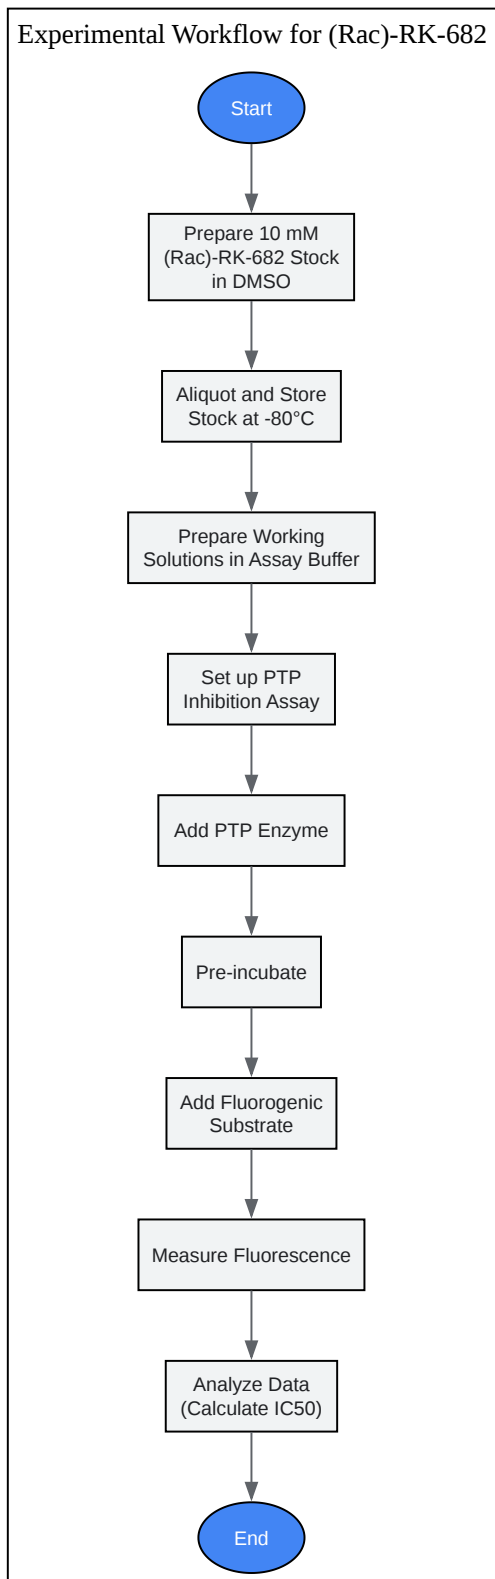 Experimental Workflow for (Rac)-RK-682
Start
Prepare 10 mM
(Rac)-RK-682 Stock
in DMSO
Aliquot and Store
Stock at -80°C
Prepare Working
Solutions in Assay Buffer
Set up PTP
Inhibition Assay
Add PTP Enzyme
Pre-incubate
Add Fluorogenic
Substrate
Measure Fluorescence
Analyze Data
(Calculate IC50)
End